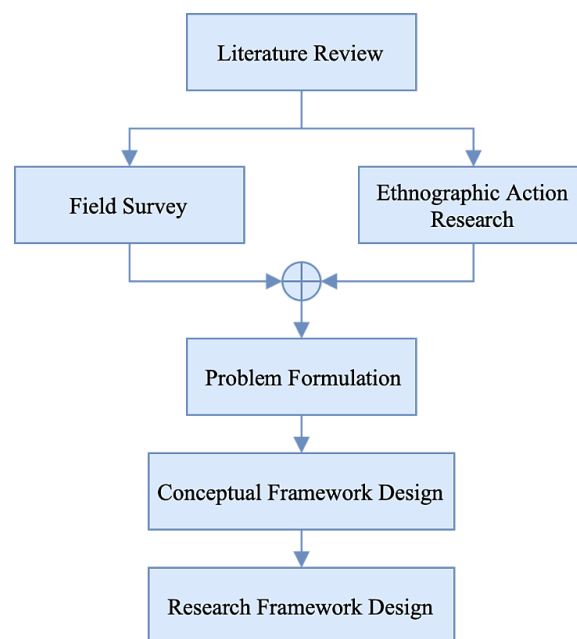 Literature Review
Field Survey
Ethnographic Action
Research
Problem Formulation
Conceptual Framework Design
Research Framework Design